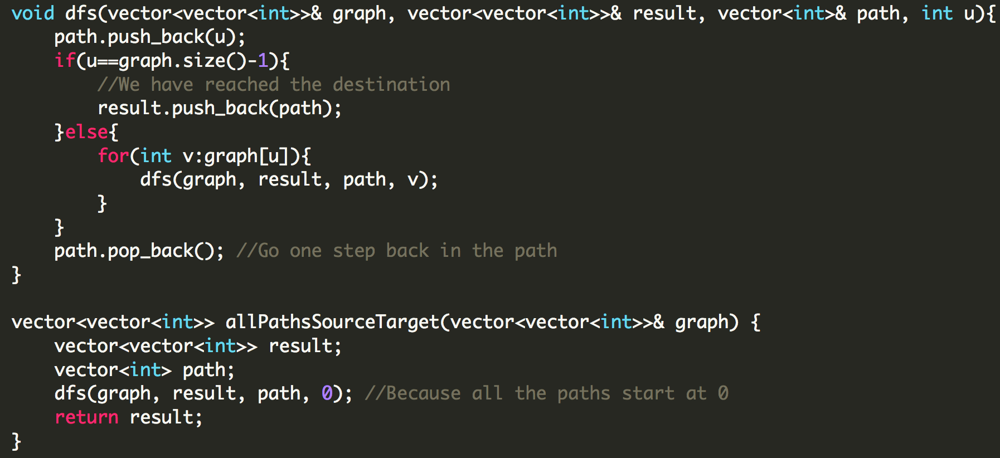 void dfs(vector<vector<int>>& graph, vector<vector<int>>& result, vector<int>& path, int u){
    path.push_back(u);
    if(u==graph.size()-1){
        //We have reached the destination
        result.push_back(path);
    }else{
        for(int v:graph[u]){
            dfs(graph, result, path, v);
        }
    }
    path.pop_back(); //Go one step back in the path
}

vector<vector<int>> allPathsSourceTarget(vector<vector<int>>& graph) {
    vector<vector<int>> result;
    vector<int> path;
    dfs(graph, result, path, 0); //Because all the paths start at 0
    return result;
}